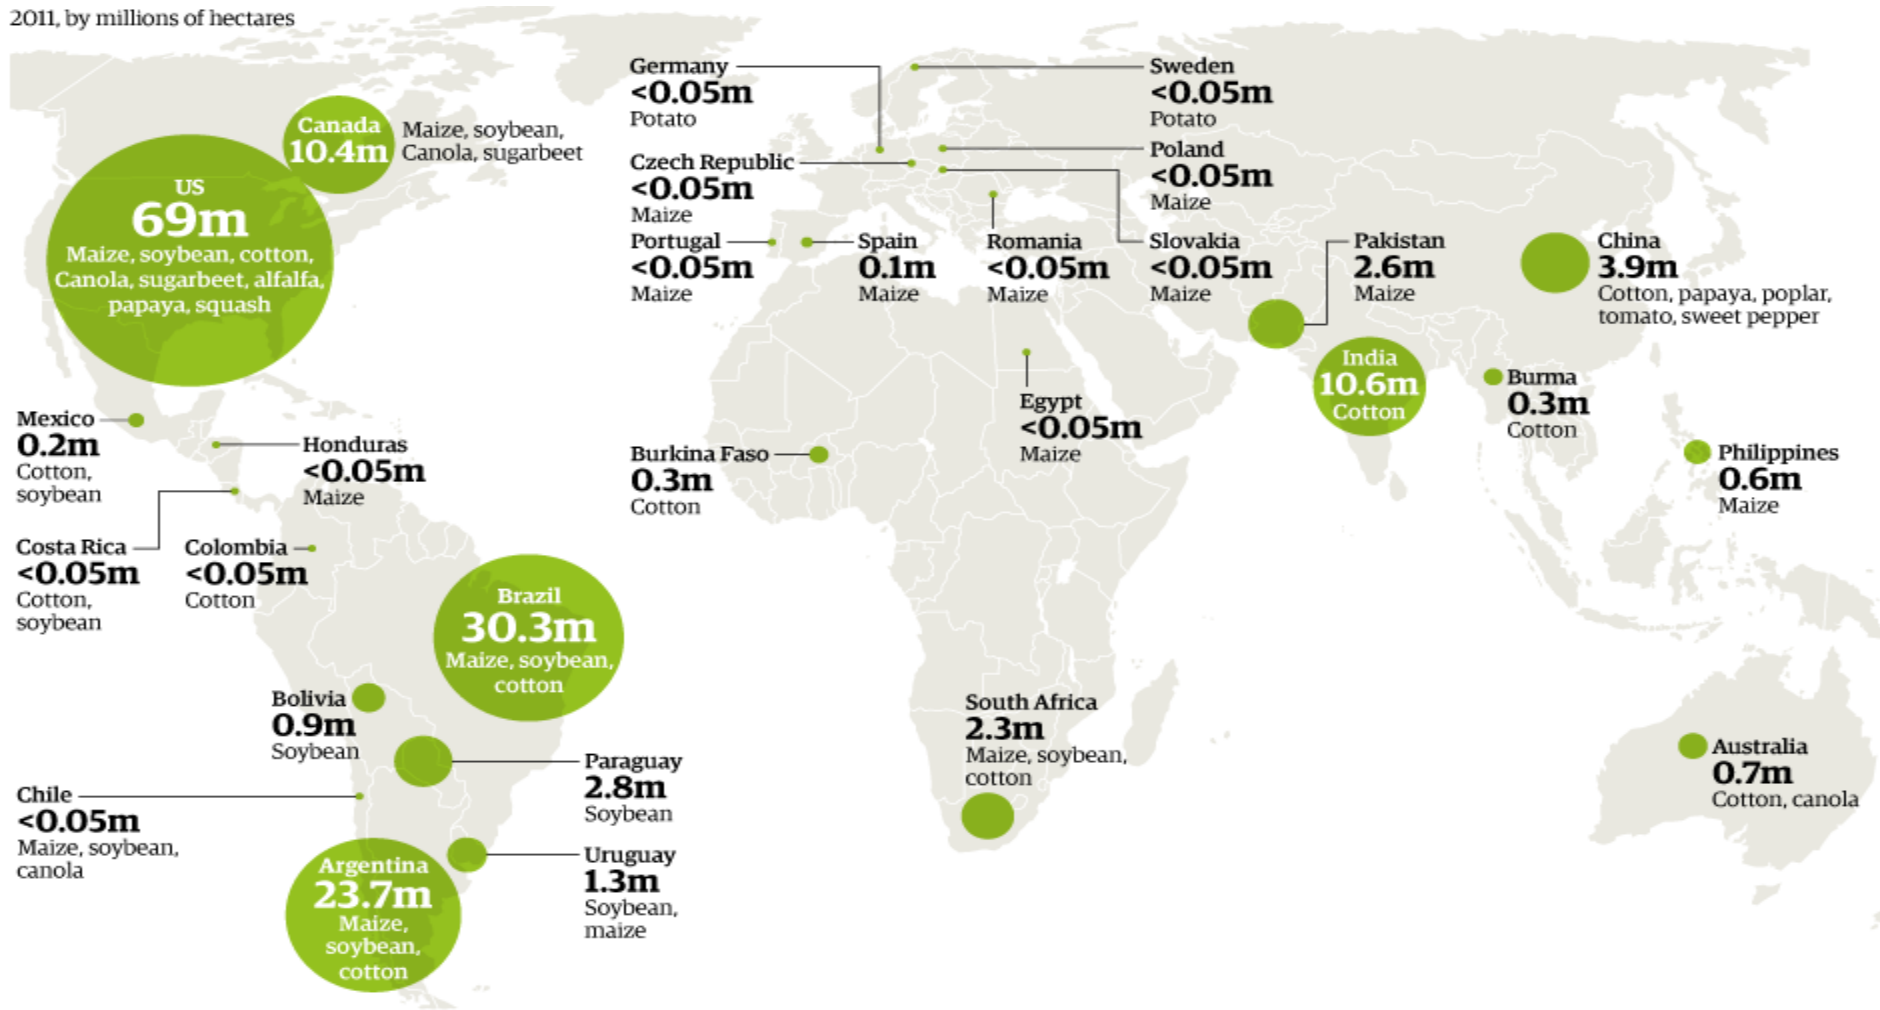 2011, by millions of hectares
Canada
10.4m
Maize, soybean,
Canola, sugarbeet
US
69m
Maize, soybean, cotton,
Canola, sugarbeet, alfalfa,
papaya, squash
Mexico
0.2m
Cotton,
soybean
Honduras
<0.05m
Maize
Costa Rica
<0.05m
Cotton,
soybean
Colombia
<0.05m
Cotton
Brazil
30.3m
Maize, soybean,
cotton
Bolivia
0.9m
Soybean
Paraguay
2.8m
Soybean
Chile
<0.05m
Maize, soybean,
canola
Argentina
23.7m
Maize,
soybean,
cotton
Uruguay
1.3m
Soybean,
maize
Germany
<0.05m
Potato
Sweden
<0.05m
Potato
Czech Republic
<0.05m
Maize
Poland
<0.05m
Maize
Portugal
<0.05m
Maize
Spain
0.1m
Maize
Romania
<0.05m
Maize
Slovakia
<0.05m
Maize
Pakistan
2.6m
Maize
China
3.9m
Cotton, papaya, poplar,
tomato, sweet pepper
India
10.6m
Cotton
Burma
0.3m
Cotton
Egypt
<0.05m
Maize
Burkina Faso
0.3m
Cotton
Philippines
0.6m
Maize
South Africa
2.3m
Maize, soybean,
cotton
Australia
0.7m
Cotton, canola